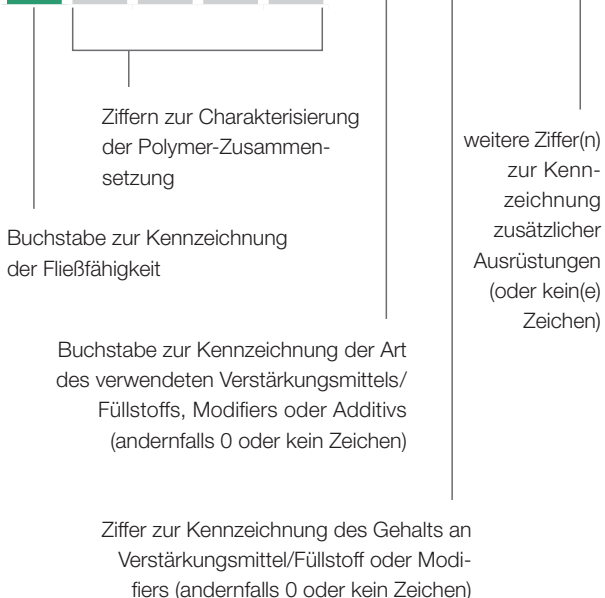 Ziffern zur Charakterisierung
der Polymer-Zusammen-
setzung
Buchstabe zur Kennzeichnung
der Fließfähigkeit
weitere Ziffer(n)
zur Kenn-
zeichnung
zusätzlicher
Ausrüstungen
(oder kein(e)
Zeichen)
Buchstabe zur Kennzeichnung der Art
des verwendeten Verstärkungsmittels/
Füllstoffs, Modifiers oder Additivs
(andernfalls 0 oder kein Zeichen)
Ziffer zur Kennzeichnung des Gehalts an
Verstärkungsmittel/Füllstoff oder Modi-
fiers (andernfalls 0 oder kein Zeichen)